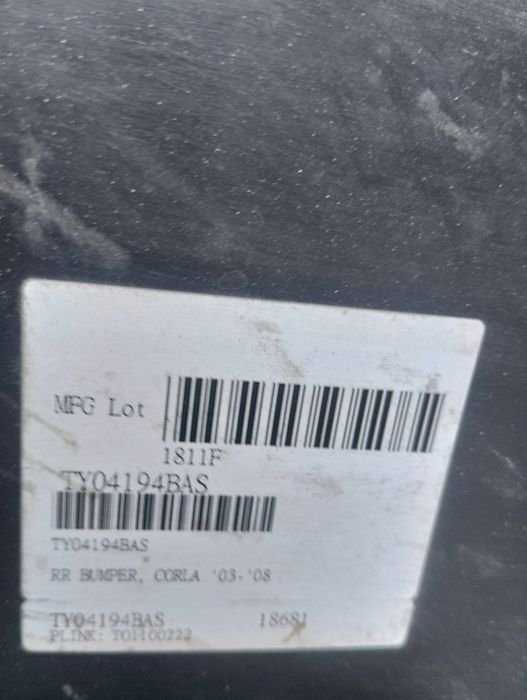 MFG Lot
1811F
TY04194BAS
TY04194BAS
RR BUMPER, CORLA '03-'08
TY04194BAS 18681
PLINK: TO1100222